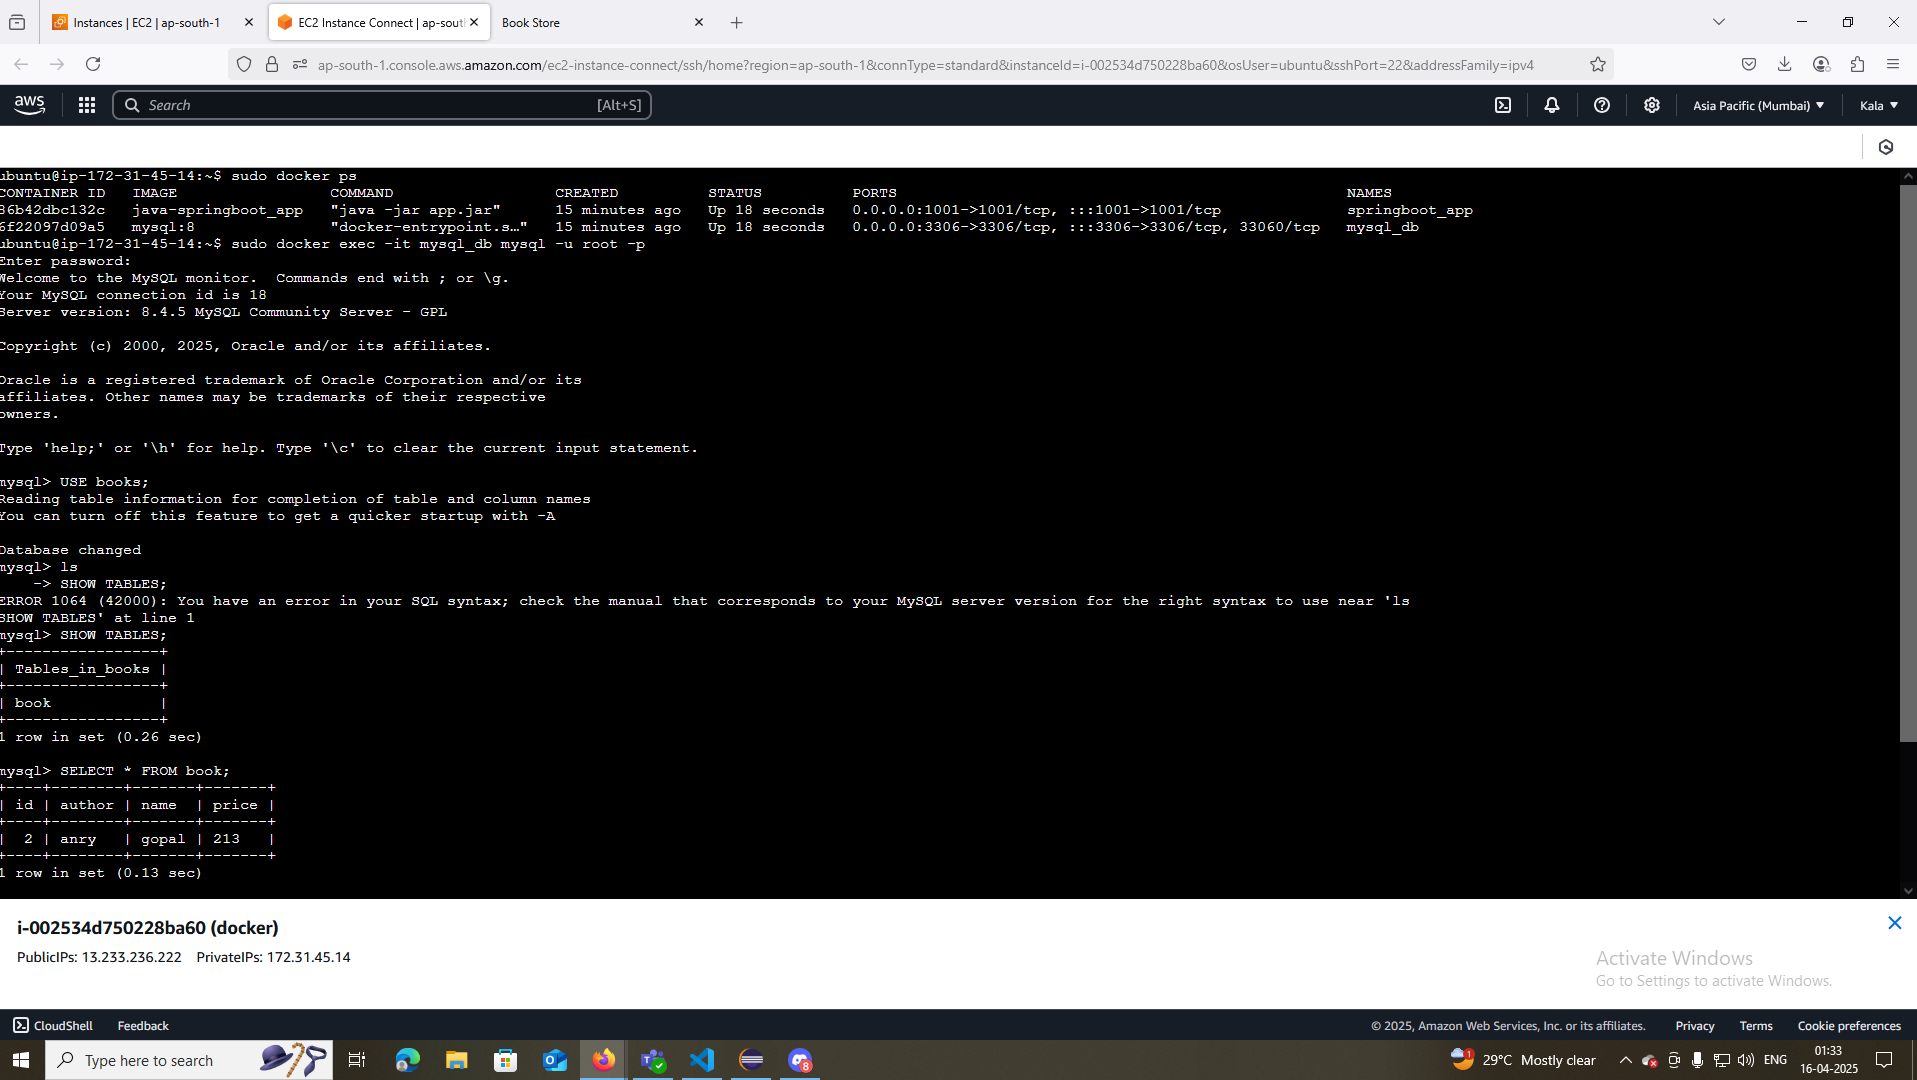 Instances | EC2 | ap-south-1
EC2 Instance Connect | ap-sout
Book Store
ap-south-1.console.aws.amazon.com/ec2-instance-connect/ssh/home?region=ap-south-1&connType=standard&instanceId=i-002534d750228ba60&osUser=ubuntu&sshPort=22&addressFamily=ipv4
aws
Search
[Alt+S]
Asia Pacific (Mumbai)
Kala
ubuntu@ip-172-31-45-14:~$ sudo docker ps
CONTAINER ID   IMAGE                 COMMAND                  CREATED          STATUS          PORTS                                                  NAMES
86b42dbc132c   java-springboot_app   "java -jar app.jar"      15 minutes ago   Up 18 seconds   0.0.0.0:1001->1001/tcp, :::1001->1001/tcp              springboot_app
6f22097d09a5   mysql:8               "docker-entrypoint.s…"   15 minutes ago   Up 18 seconds   0.0.0.0:3306->3306/tcp, :::3306->3306/tcp, 33060/tcp   mysql_db
ubuntu@ip-172-31-45-14:~$ sudo docker exec -it mysql_db mysql -u root -p
Enter password:
Welcome to the MySQL monitor.  Commands end with ; or \g.
Your MySQL connection id is 18
Server version: 8.4.5 MySQL Community Server - GPL
Copyright (c) 2000, 2025, Oracle and/or its affiliates.
Oracle is a registered trademark of Oracle Corporation and/or its
affiliates. Other names may be trademarks of their respective
owners.
Type 'help;' or '\h' for help. Type '\c' to clear the current input statement.
mysql> USE books;
Reading table information for completion of table and column names
You can turn off this feature to get a quicker startup with -A
Database changed
mysql> ls
    -> SHOW TABLES;
ERROR 1064 (42000): You have an error in your SQL syntax; check the manual that corresponds to your MySQL server version for the right syntax to use near 'ls
SHOW TABLES' at line 1
mysql> SHOW TABLES;
+-----------------+
| Tables_in_books |
+-----------------+
| book            |
+-----------------+
1 row in set (0.26 sec)
mysql> SELECT * FROM book;
+----+--------+-------+-------+
| id | author | name  | price |
+----+--------+-------+-------+
|  2 | anry   | gopal | 213   |
+----+--------+-------+-------+
1 row in set (0.13 sec)
i-002534d750228ba60 (docker)
PublicIPs: 13.233.236.222    PrivateIPs: 172.31.45.14
Activate Windows
Go to Settings to activate Windows.
CloudShell
Feedback
© 2025, Amazon Web Services, Inc. or its affiliates.
Privacy
Terms
Cookie preferences
Type here to search
8
1
29°C
Mostly clear
ENG
01:33
16-04-2025